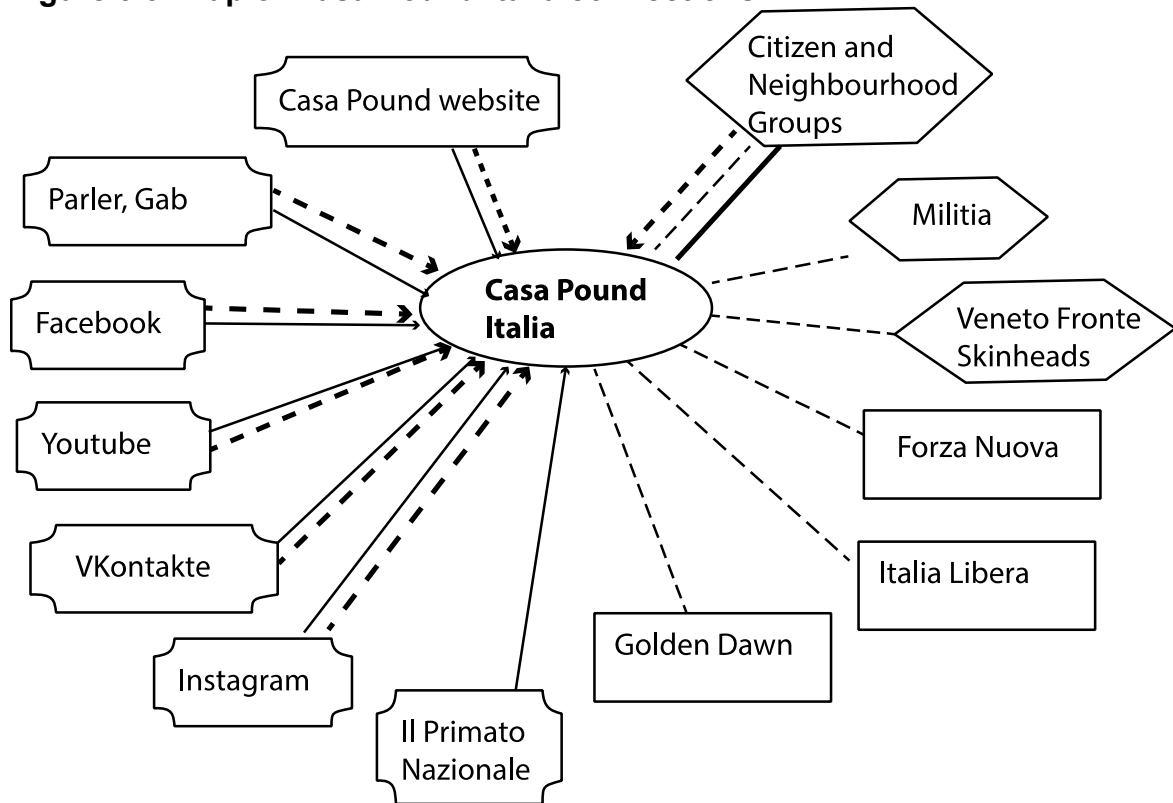 Casa Pound website
Citizen and
Neighbourhood
Groups
Parler, Gab
Militia
Casa Pound
Italia
Facebook
Veneto Fronte
Skinheads
Youtube
Forza Nuova
VKontakte
Italia Libera
Golden Dawn
Instagram
Il Primato
Nazionale